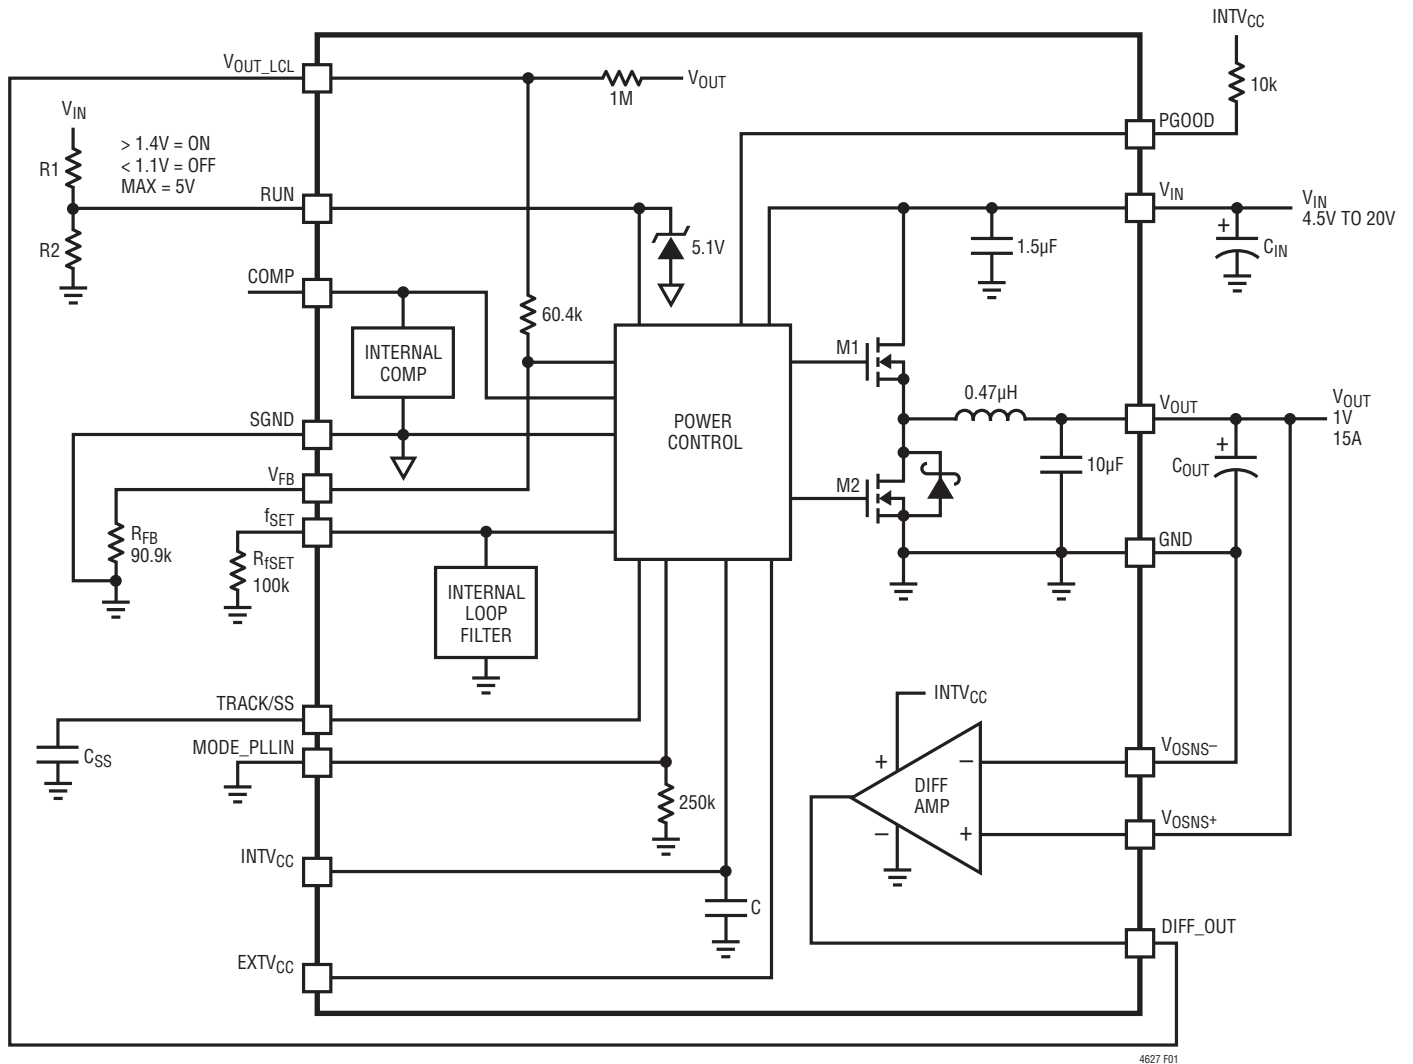 INTVCC
10k
VOUT_LCL
VOUT
1M
PGOOD
VIN
R1
> 1.4V = ON
< 1.1V = OFF
MAX = 5V
R2
RUN
5.1V
VIN
1.5µF
VIN
4.5V TO 20V
+
CIN
COMP
60.4k
INTERNAL
COMP
M1
0.47µH
VOUT
VOUT
1V
15A
POWER
CONTROL
SGND
VFB
M2
10µF
+
COUT
fSET
GND
RFB
90.9k
RfSET
100k
INTERNAL
LOOP
FILTER
TRACK/SS
CSS
MODE_PLLIN
250k
INTVCC
+
–
DIFF
AMP
–
+
VOSNS–
VOSNS+
INTVCC
C
DIFF_OUT
EXTVCC
4627 F01